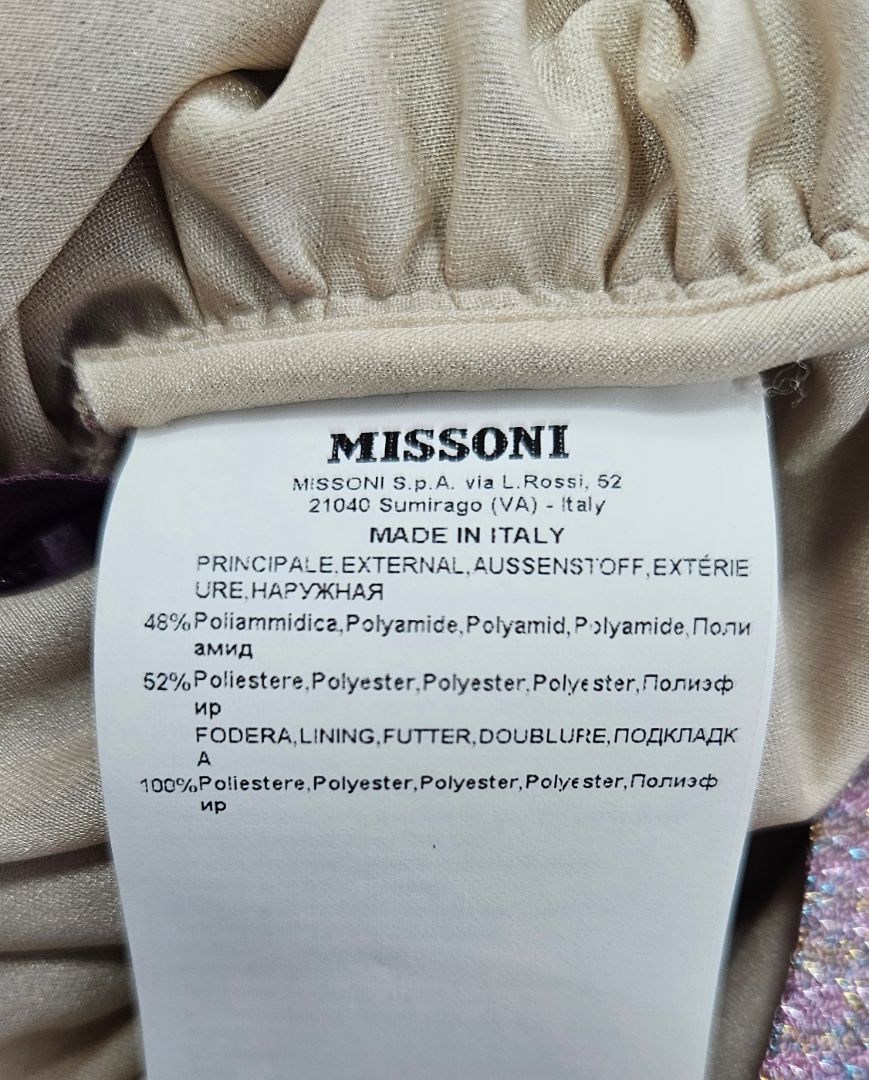 MISSONI
MISSONI S.p.A. via L.Rossi, 52
21040 Sumirago (VA) - Italy
MADE IN ITALY
PRINCIPALE,EXTERNAL,AUSSENSTOFF,EXTÉRIE
URE,НАРУЖНАЯ
48%Poliammidica,Polyamide,Polyamid,Polyamide,Поли
амид
52%Poliestere,Polyester,Polyester,Polyester,Полиэф
ир
FODERA,LINING,FUTTER,DOUBLURE,ПОДКЛАДК
А
100%Poliestere,Polyester,Polyester,Polyester,Полиэф
ир